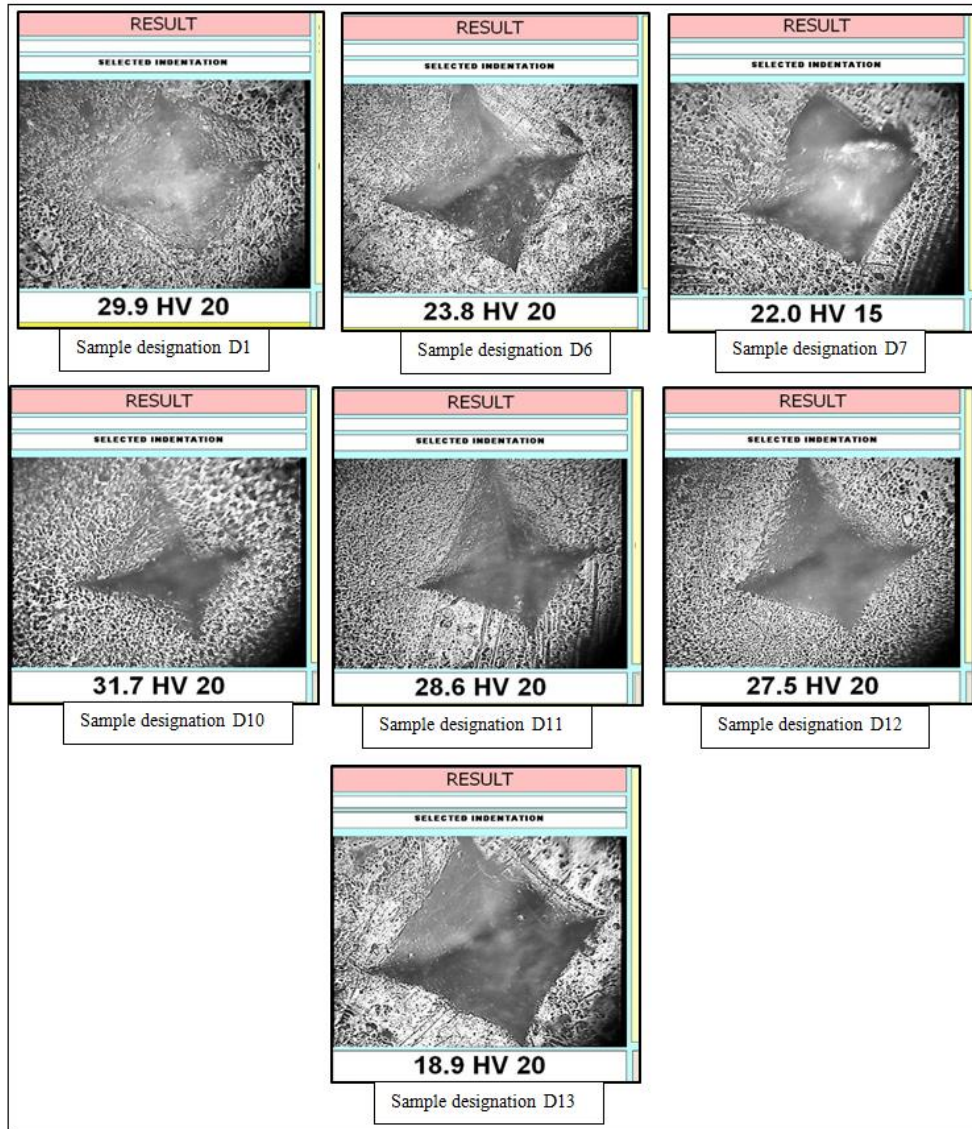 RESULT
SELECTED INDENTATION
29.9 HV 20
Sample designation D1
RESULT
SELECTED INDENTATION
23.8 HV 20
Sample designation D6
RESULT
SELECTED INDENTATION
22.0 HV 15
Sample designation D7
RESULT
SELECTED INDENTATION
31.7 HV 20
Sample designation D10
RESULT
SELECTED INDENTATION
28.6 HV 20
Sample designation D11
RESULT
SELECTED INDENTATION
27.5 HV 20
Sample designation D12
RESULT
SELECTED INDENTATION
18.9 HV 20
Sample designation D13